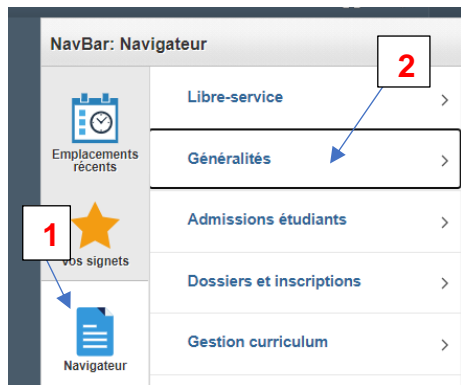 NavBar: Navigateur
2
Libre-service
Emplacements
récents
Généralités
1
Vos signets
Admissions étudiants
Dossiers et inscriptions
Navigateur
Gestion curriculum